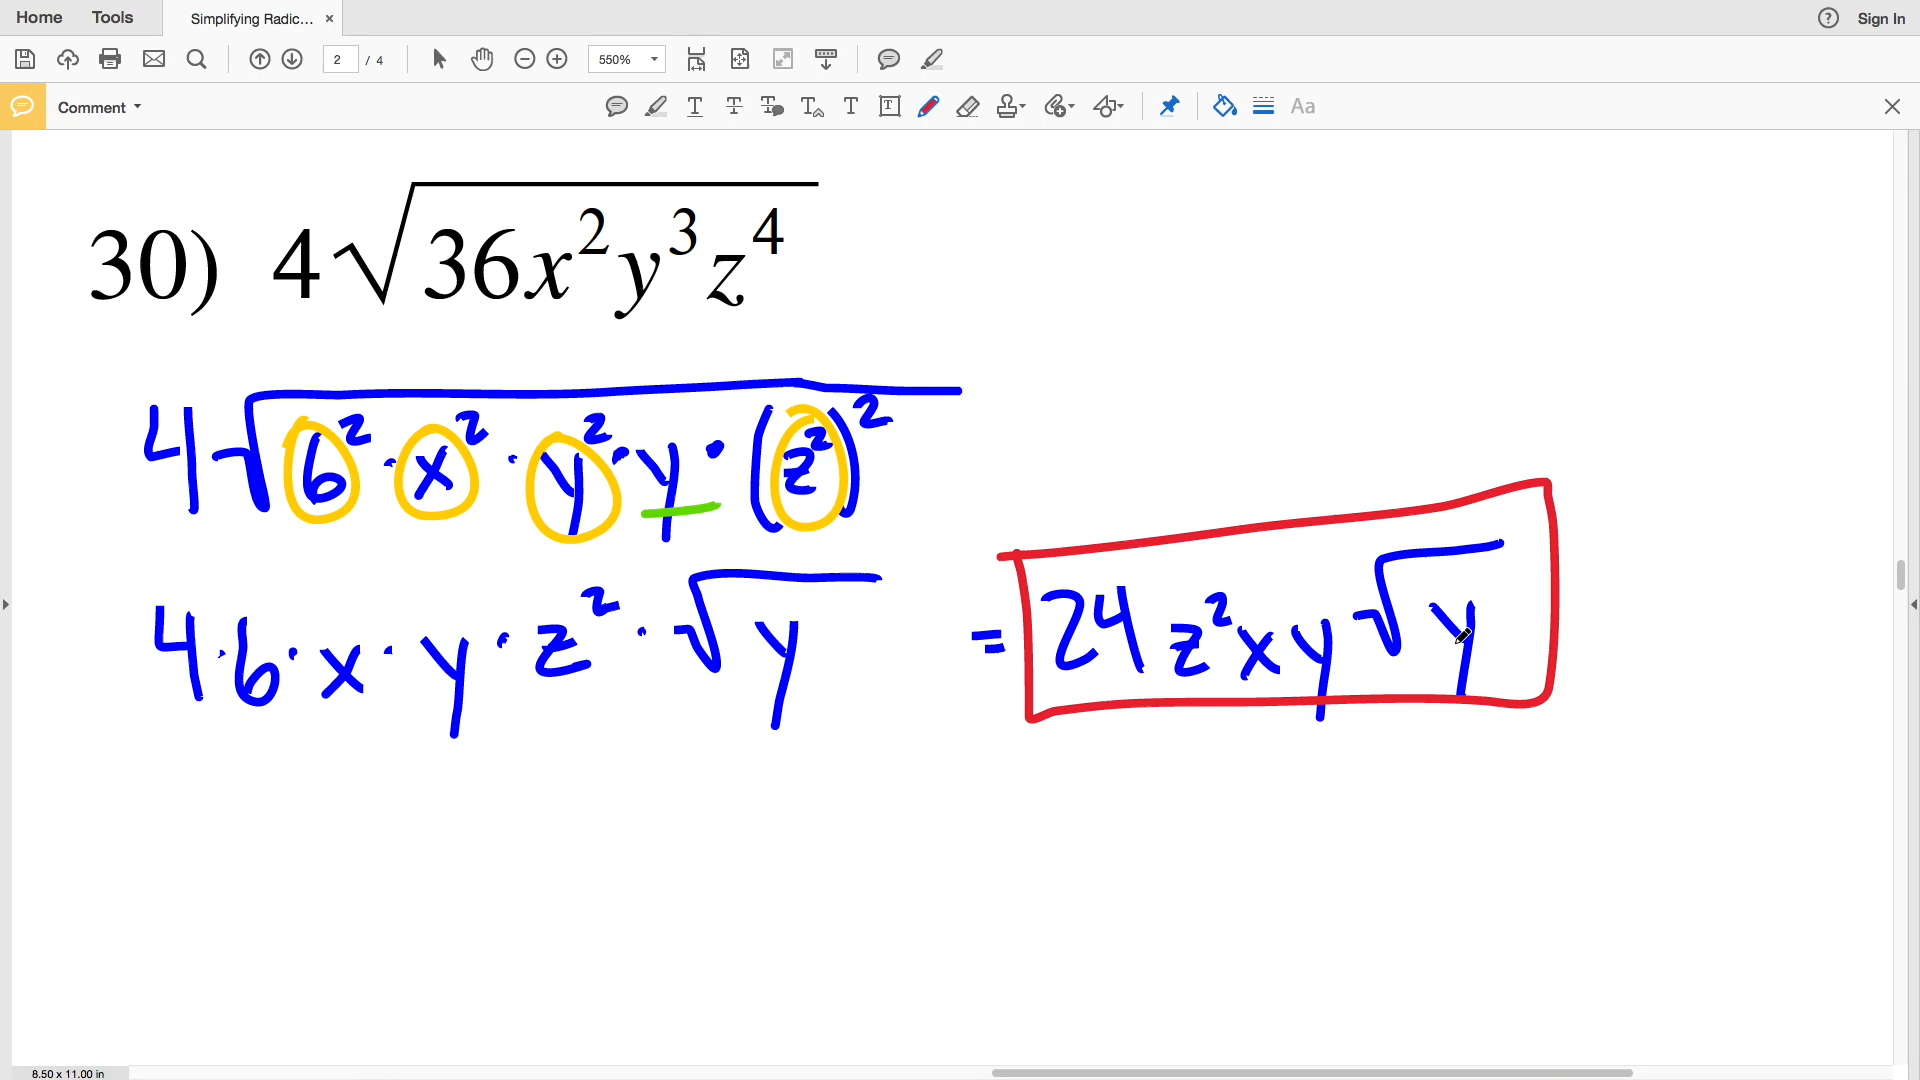 Home Tools Simplifying Radic... × ? Sign In
2 / 4 550%
Comment T T T T T T Aa
30) 4√36x²y³z⁴
4√6²·x²·y²·y·(z²)²
4·6·x·y·z²·√y = 24z²xy√y
8.50 x 11.00 in